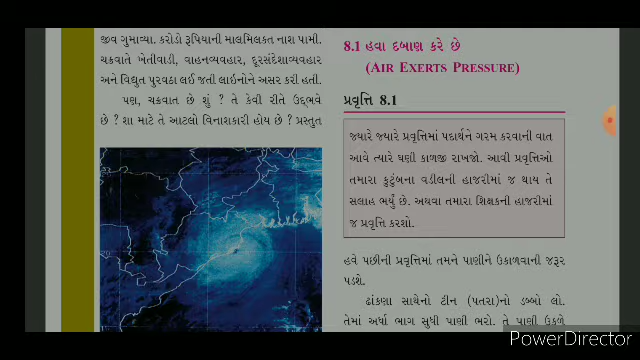 જીવ ગુમાવ્યા. કરોડો રૂપિયાની માલમિલકત નાશ પામી.
ચક્રવાતે ખેતીવાડી, વાહનવ્યવહાર, દૂરસંદેશાવ્યવહાર
અને વિદ્યુત પુરવઠા લઈ જતી લાઇનોને અસર કરી હતી.
પણ, ચક્રવાત છે શું ? તે કેવી રીતે ઉદ્ભવે
છે ? શા માટે તે આટલો વિનાશકારી હોય છે ? પ્રસ્તુત
8.1 હવા દબાણ કરે છે
(AIR EXERTS PRESSURE)
પ્રવૃત્તિ 8.1
જ્યારે જ્યારે પ્રવૃત્તિમાં પદાર્થને ગરમ કરવાની વાત
આવે ત્યારે ઘણી કાળજી રાખજો. આવી પ્રવૃત્તિઓ
તમારા કુટુંબના વડીલની હાજરીમાં જ થાય તે
સલાહ ભર્યું છે. અથવા તમારા શિક્ષકની હાજરીમાં
જ પ્રવૃત્તિ કરશો.
હવે પછીની પ્રવૃત્તિમાં તમને પાણીને ઉકાળવાની જરૂર
પડશે.
ઢાંકણા સાથેનો ટીન (પતરા)નો ડબ્બો લો.
તેમાં અર્ધા ભાગ સુધી પાણી ભરો. તે પાણી ઉકળે
PowerDirector